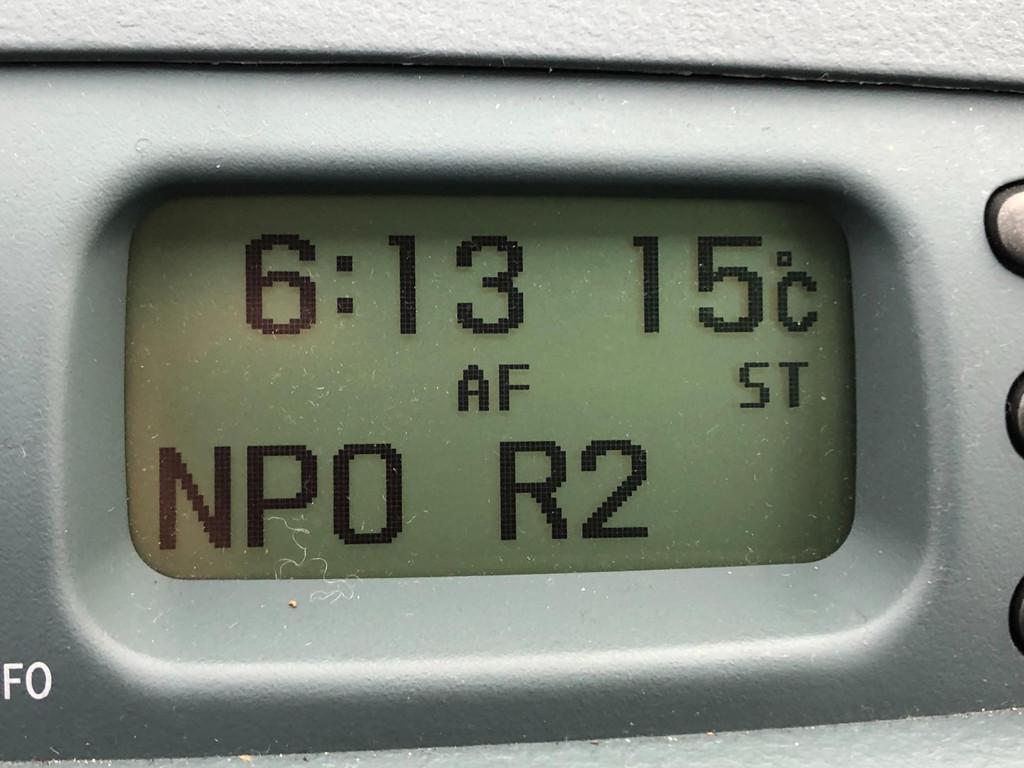 6:13 15°C
AF ST
NPO R2
FO